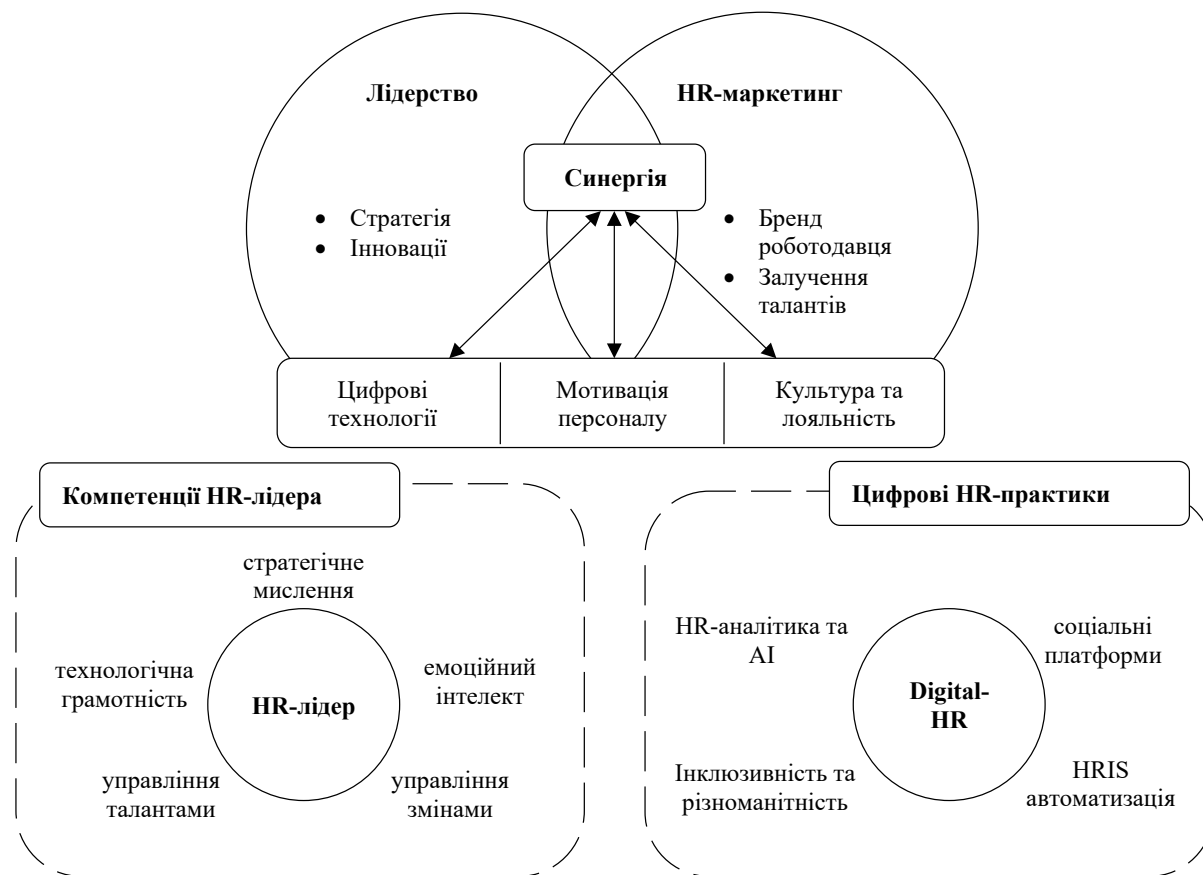 Лідерство
HR-маркетинг
Синергія
• Стратегія
• Інновації
• Бренд
роботодавця
• Залучення
талантів
Цифрові
технології
Мотивація
персоналу
Культура та
лояльність
Компетенції HR-лідера
стратегічне
мислення
технологічна
грамотність
емоційний
інтелект
HR-лідер
управління
талантами
управління
змінами
Цифрові HR-практики
HR-аналітика та
AI
соціальні
платформи
Digital-
HR
Інклюзивність та
різноманітність
HRIS
автоматизація